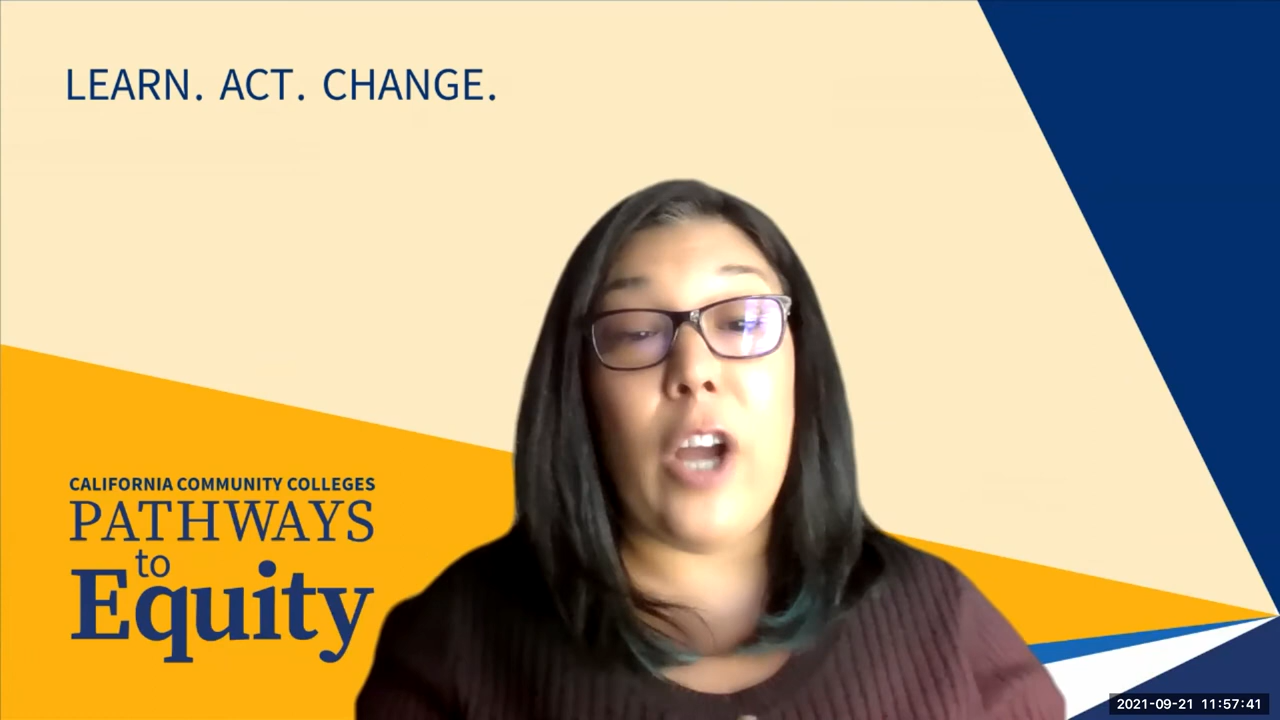 LEARN. ACT. CHANGE.
CALIFORNIA COMMUNITY COLLEGES
PATHWAYS
to
Equity
2021-09-21 11:57:41